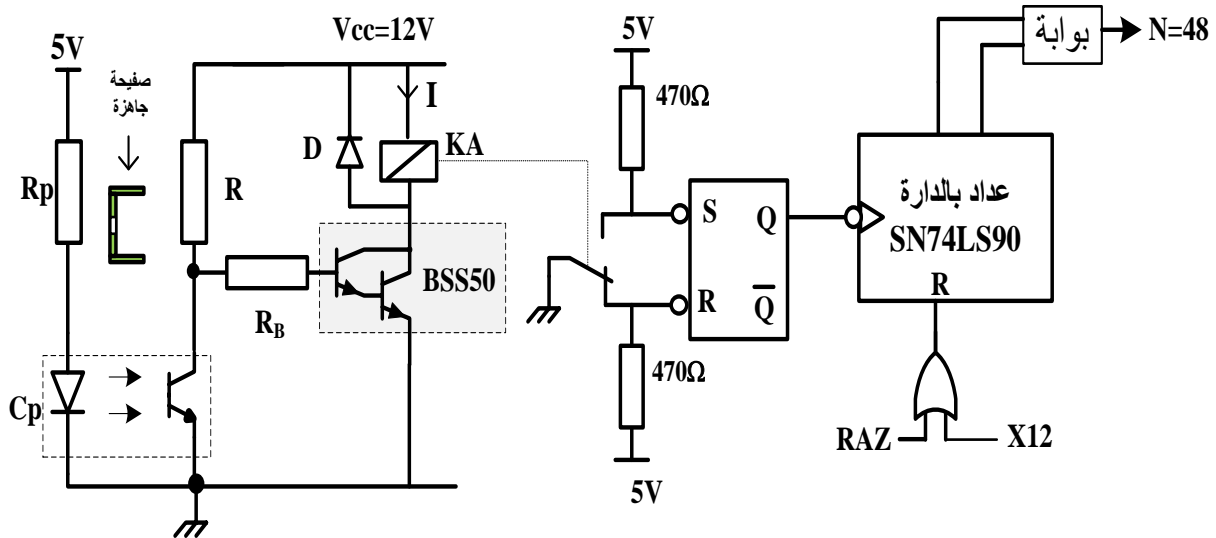 5V
صفيحة
جاهزة
Rp
Cp
Vcc=12V
R
D
I
KA
R_B
BSS50
5V
470Ω
S
Q
R
Q̅
470Ω
5V
بوابة
N=48
عداد بالدارة
SN74LS90
R
RAZ
X12